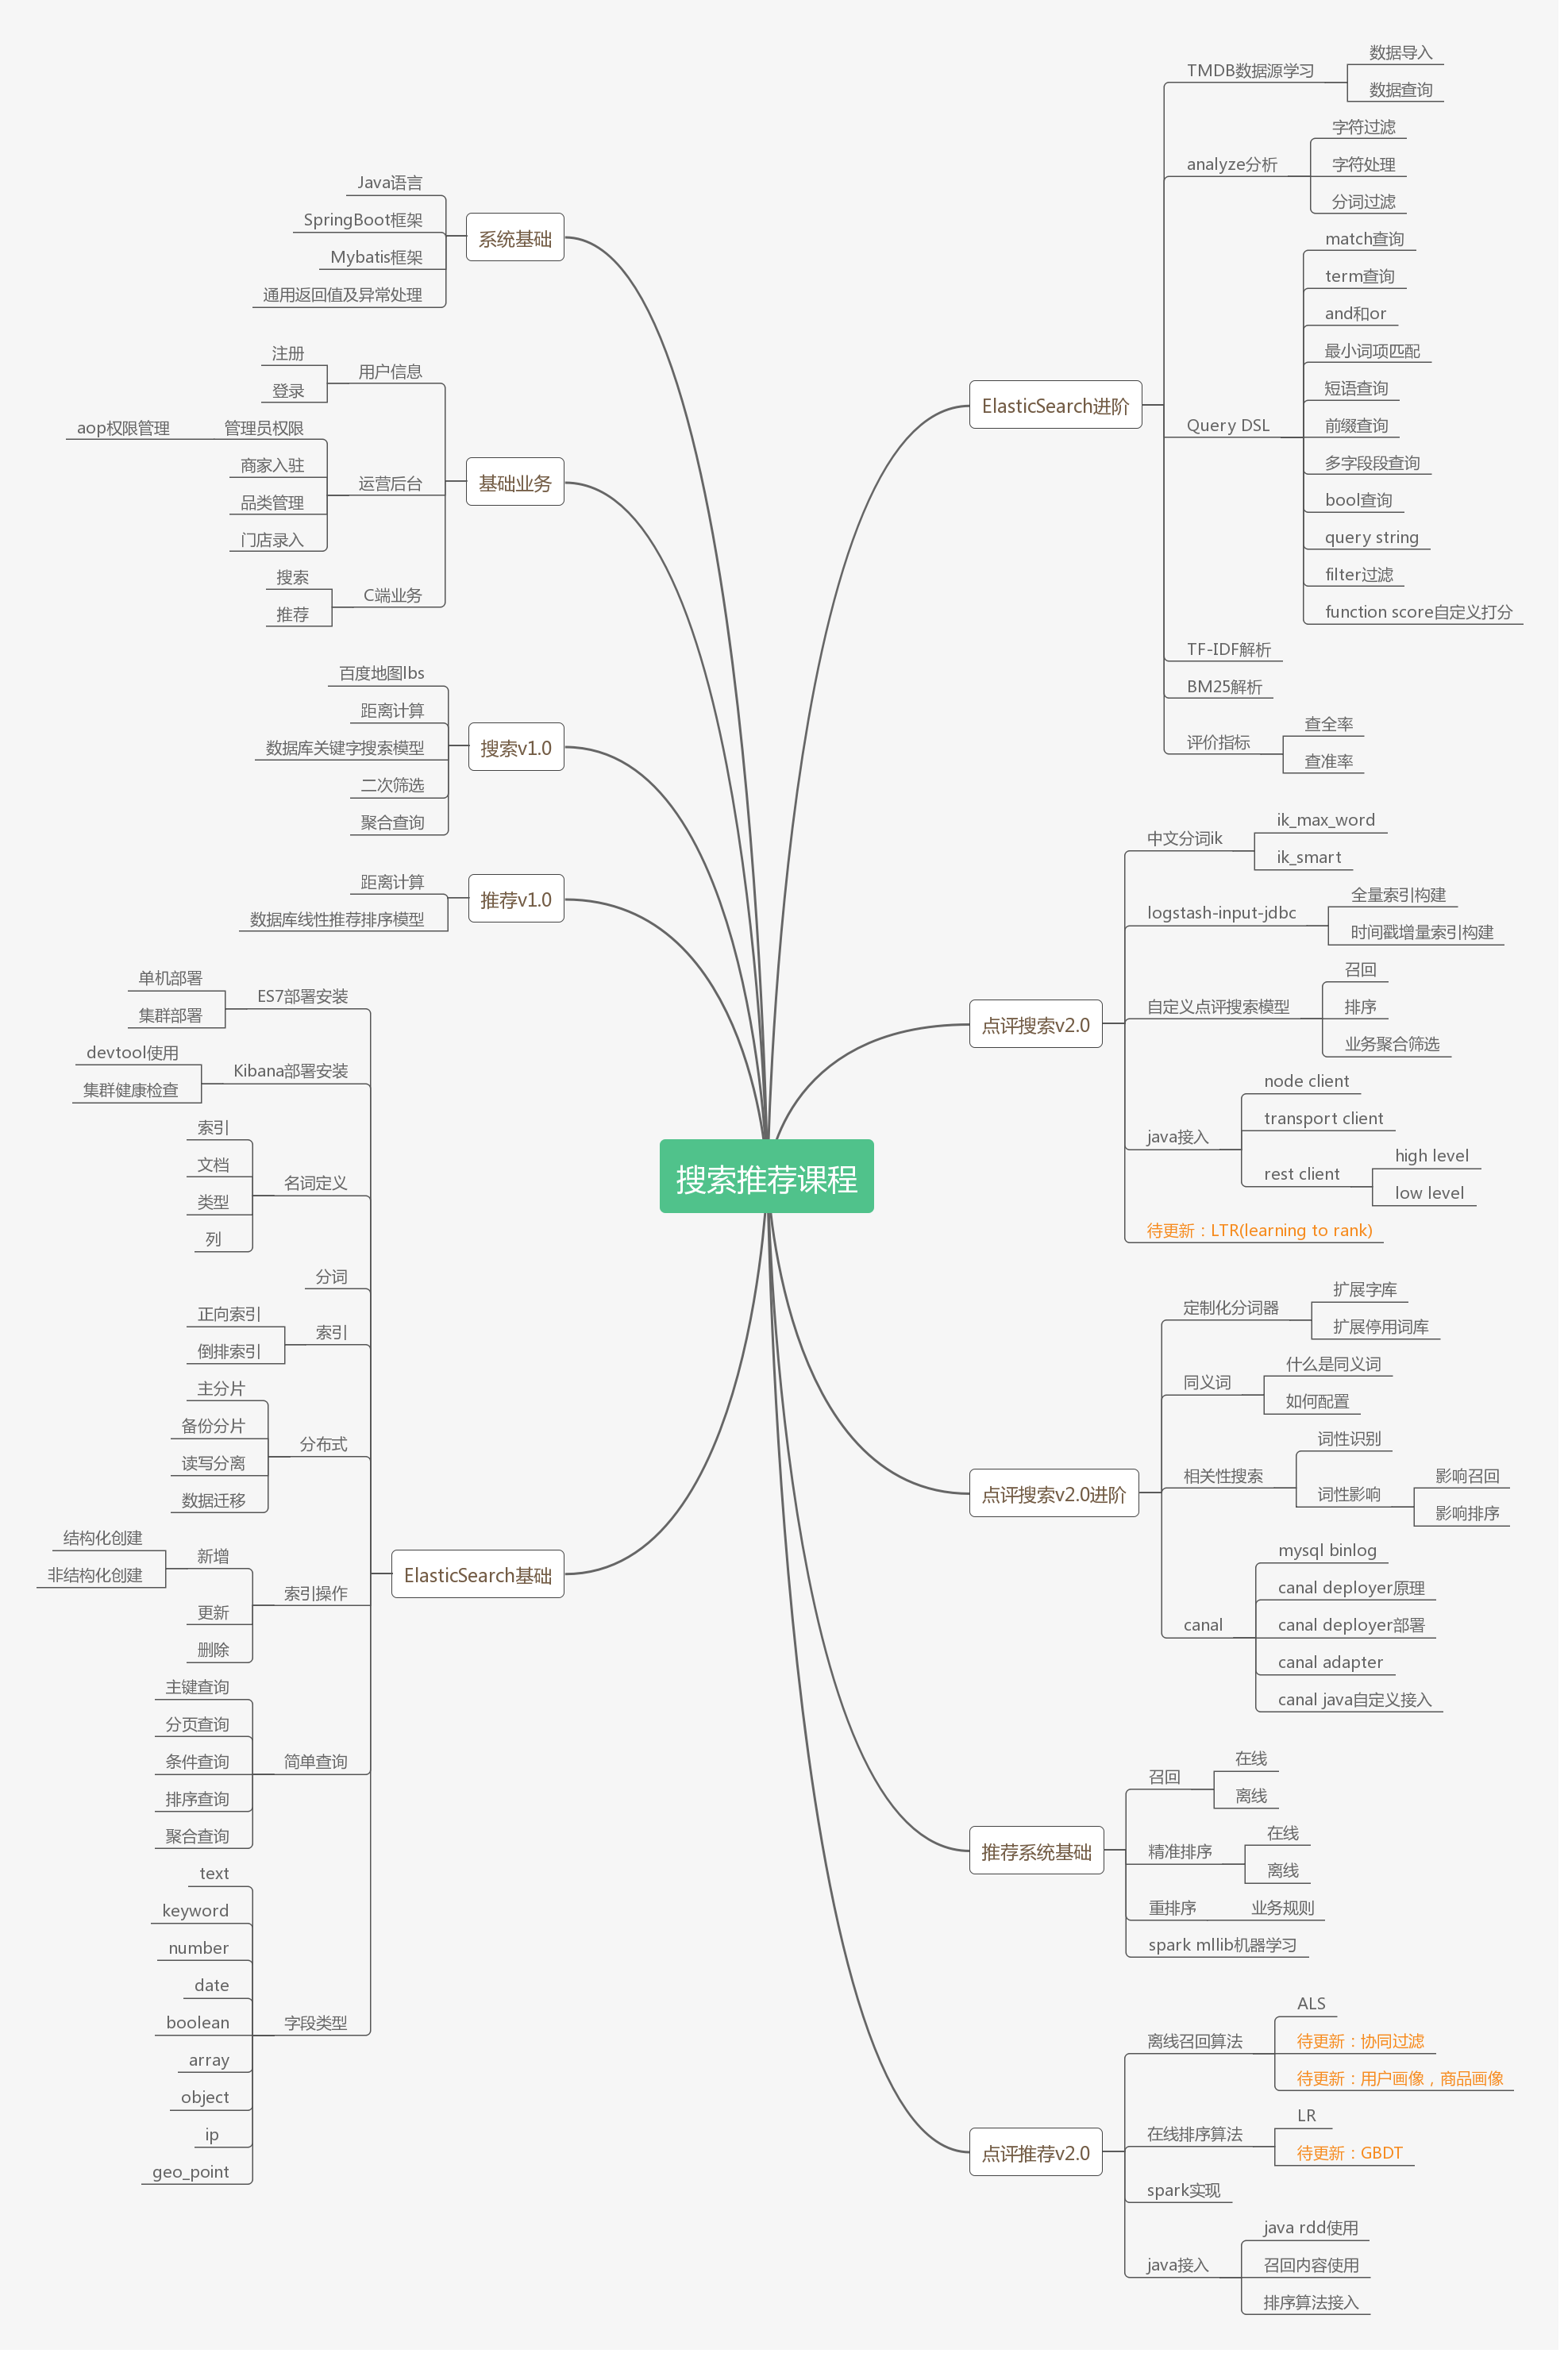 搜索推荐课程
系统基础
Java语言
SpringBoot框架
Mybatis框架
通用返回值及异常处理
基础业务
用户信息
注册
登录
运营后台
管理员权限
aop权限管理
商家入驻
品类管理
门店录入
C端业务
搜索
推荐
搜索v1.0
百度地图lbs
距离计算
数据库关键字搜索模型
二次筛选
聚合查询
推荐v1.0
距离计算
数据库线性推荐排序模型
ElasticSearch基础
ES7部署安装
单机部署
集群部署
Kibana部署安装
devtool使用
集群健康检查
名词定义
索引
文档
类型
列
分词
索引
正向索引
倒排索引
分布式
主分片
备份分片
读写分离
数据迁移
索引操作
新增
结构化创建
非结构化创建
更新
删除
简单查询
主键查询
分页查询
条件查询
排序查询
聚合查询
字段类型
text
keyword
number
date
boolean
array
object
ip
geo_point
ElasticSearch进阶
TMDB数据源学习
数据导入
数据查询
analyze分析
字符过滤
字符处理
分词过滤
Query DSL
match查询
term查询
and和or
最小词项匹配
短语查询
前缀查询
多字段段查询
bool查询
query string
filter过滤
function score自定义打分
TF-IDF解析
BM25解析
评价指标
查全率
查准率
点评搜索v2.0
中文分词ik
ik_max_word
ik_smart
logstash-input-jdbc
全量索引构建
时间戳增量索引构建
自定义点评搜索模型
召回
排序
业务聚合筛选
java接入
node client
transport client
rest client
high level
low level
待更新：LTR(learning to rank)
点评搜索v2.0进阶
定制化分词器
扩展字库
扩展停用词库
同义词
什么是同义词
如何配置
相关性搜索
词性识别
词性影响
影响召回
影响排序
canal
mysql binlog
canal deployer原理
canal deployer部署
canal adapter
canal java自定义接入
推荐系统基础
召回
在线
离线
精准排序
在线
离线
重排序
业务规则
spark mllib机器学习
点评推荐v2.0
离线召回算法
ALS
待更新：协同过滤
待更新：用户画像，商品画像
在线排序算法
LR
待更新：GBDT
spark实现
java接入
java rdd使用
召回内容使用
排序算法接入